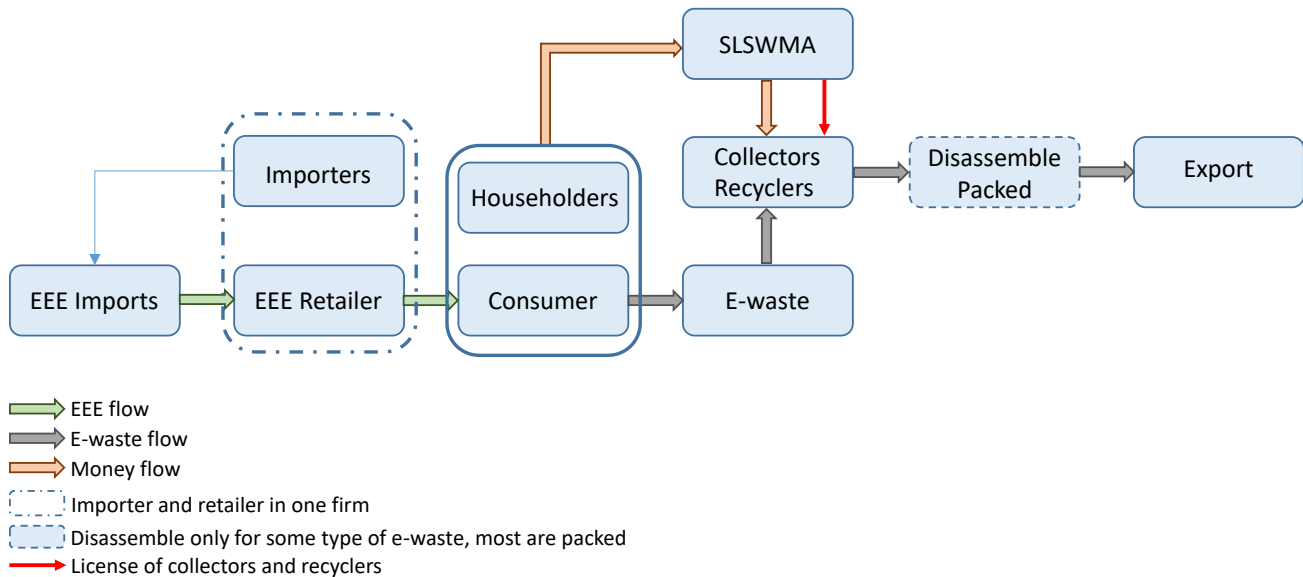 SLSWMA
Importers
Householders
Collectors
Recyclers
Disassemble
Packed
Export
EEE Imports
EEE Retailer
Consumer
E-waste
EEE flow
E-waste flow
Money flow
Importer and retailer in one firm
Disassemble only for some type of e-waste, most are packed
License of collectors and recyclers